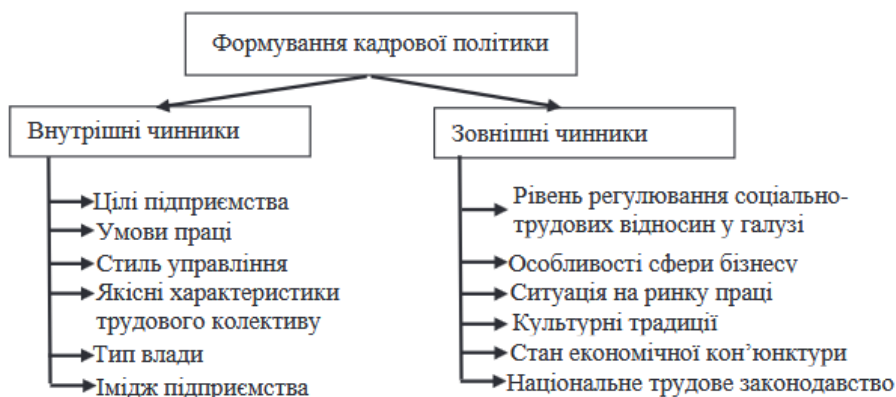 Формування кадрової політики
Внутрішні чинники
Цілі підприємства
Умови праці
Стиль управління
Якісні характеристики
трудового колективу
Тип влади
Імідж підприємства
Зовнішні чинники
Рівень регулювання соціально-
трудових відносин у галузі
Особливості сфери бізнесу
Ситуація на ринку праці
Культурні традиції
Стан економічної кон’юнктури
Національне трудове законодавство